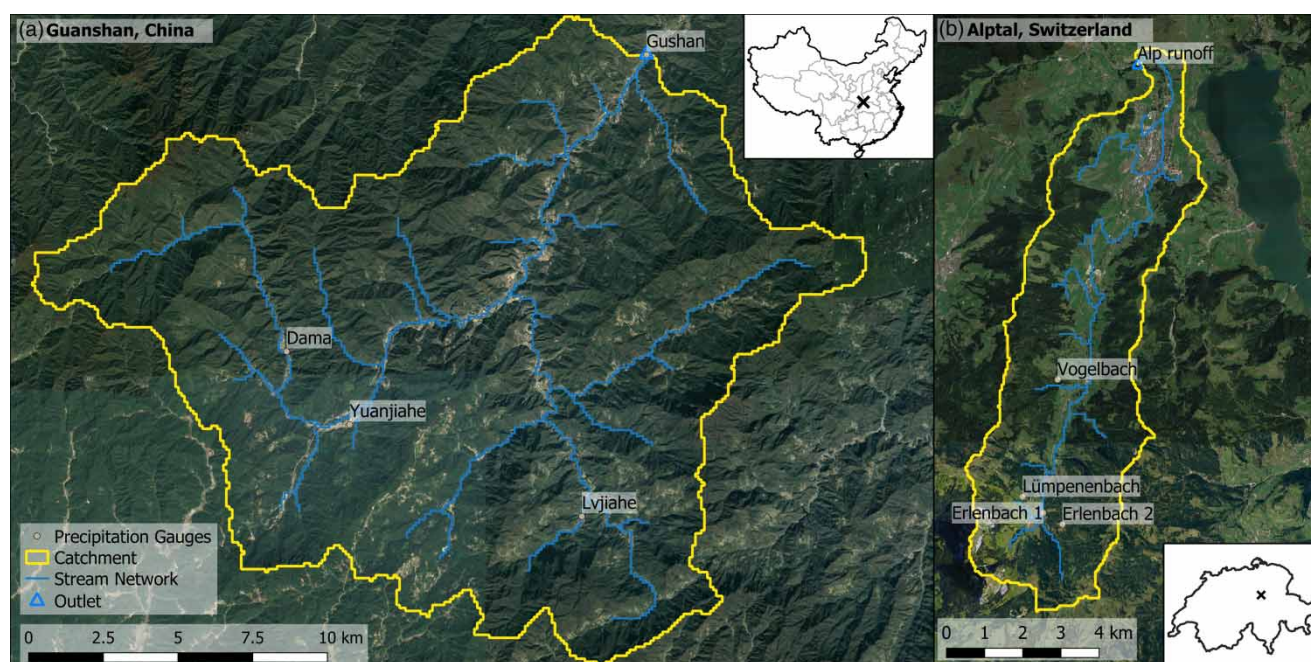 (a) Guanshan, China
Gushan
Dama
Yuanjiahe
Lvjiahe
Precipitation Gauges
Catchment
Stream Network
Outlet
0 2.5 5 7.5 10 km
(b) Alptal, Switzerland
Alp runoff
Vogelbach
Lümpenenbach
Erlenbach 1
Erlenbach 2
0 1 2 3 4 km